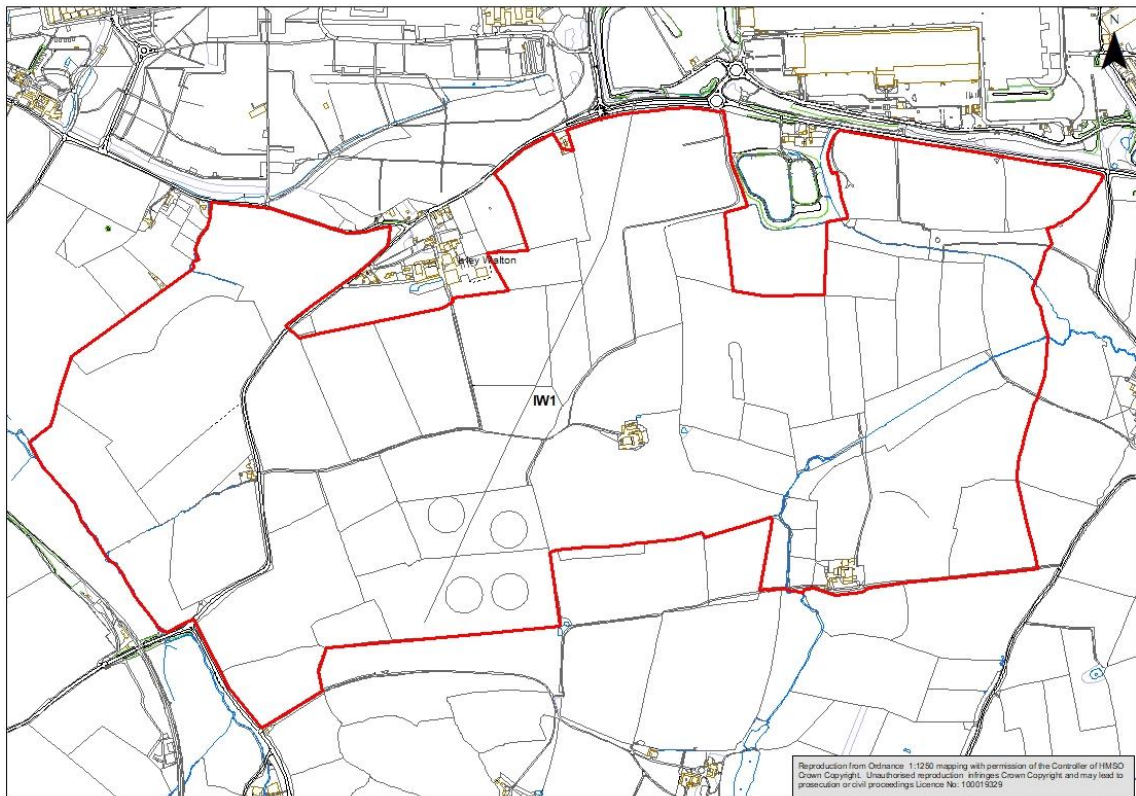 N
Isley Walton
IW1
Reproduction from Ordnance 1:1250 mapping with permission of the Controller of HMSO
Crown Copyright. Unauthorised reproduction infringes Crown Copyright and may lead to
prosecution or civil proceedings Licence No: 100019329